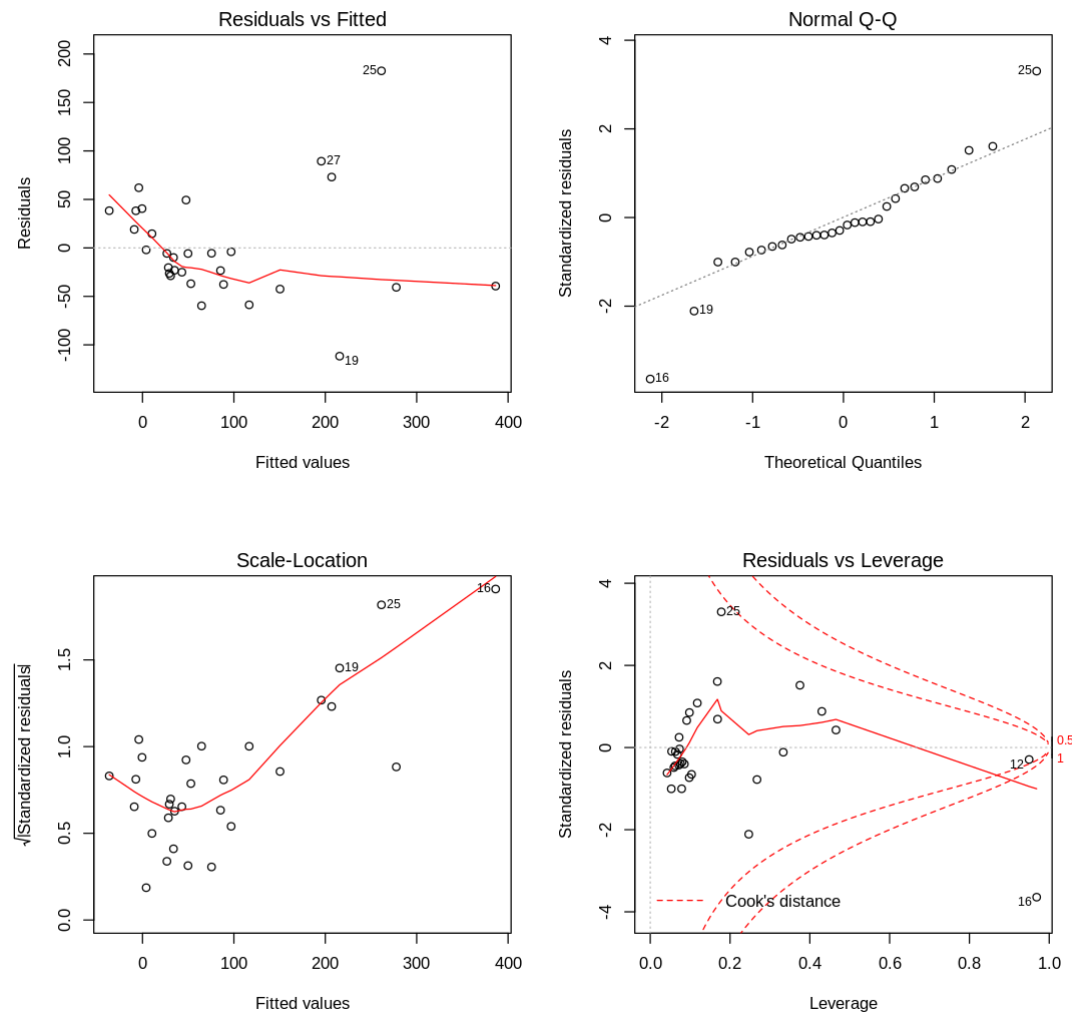 Residuals vs Fitted
200
150
100
50
0
-50
-100
Residuals
25
27
19
0 100 200 300 400
Fitted values
Normal Q-Q
4
2
0
-2
Standardized residuals
25
19
16
-2 -1 0 1 2
Theoretical Quantiles
Scale-Location
1.5
1.0
0.5
0.0
√|Standardized residuals|
16
25
19
0 100 200 300 400
Fitted values
Residuals vs Leverage
4
2
0
-2
-4
Standardized residuals
25
12
16
0.5
1
Cook's distance
0.0 0.2 0.4 0.6 0.8 1.0
Leverage